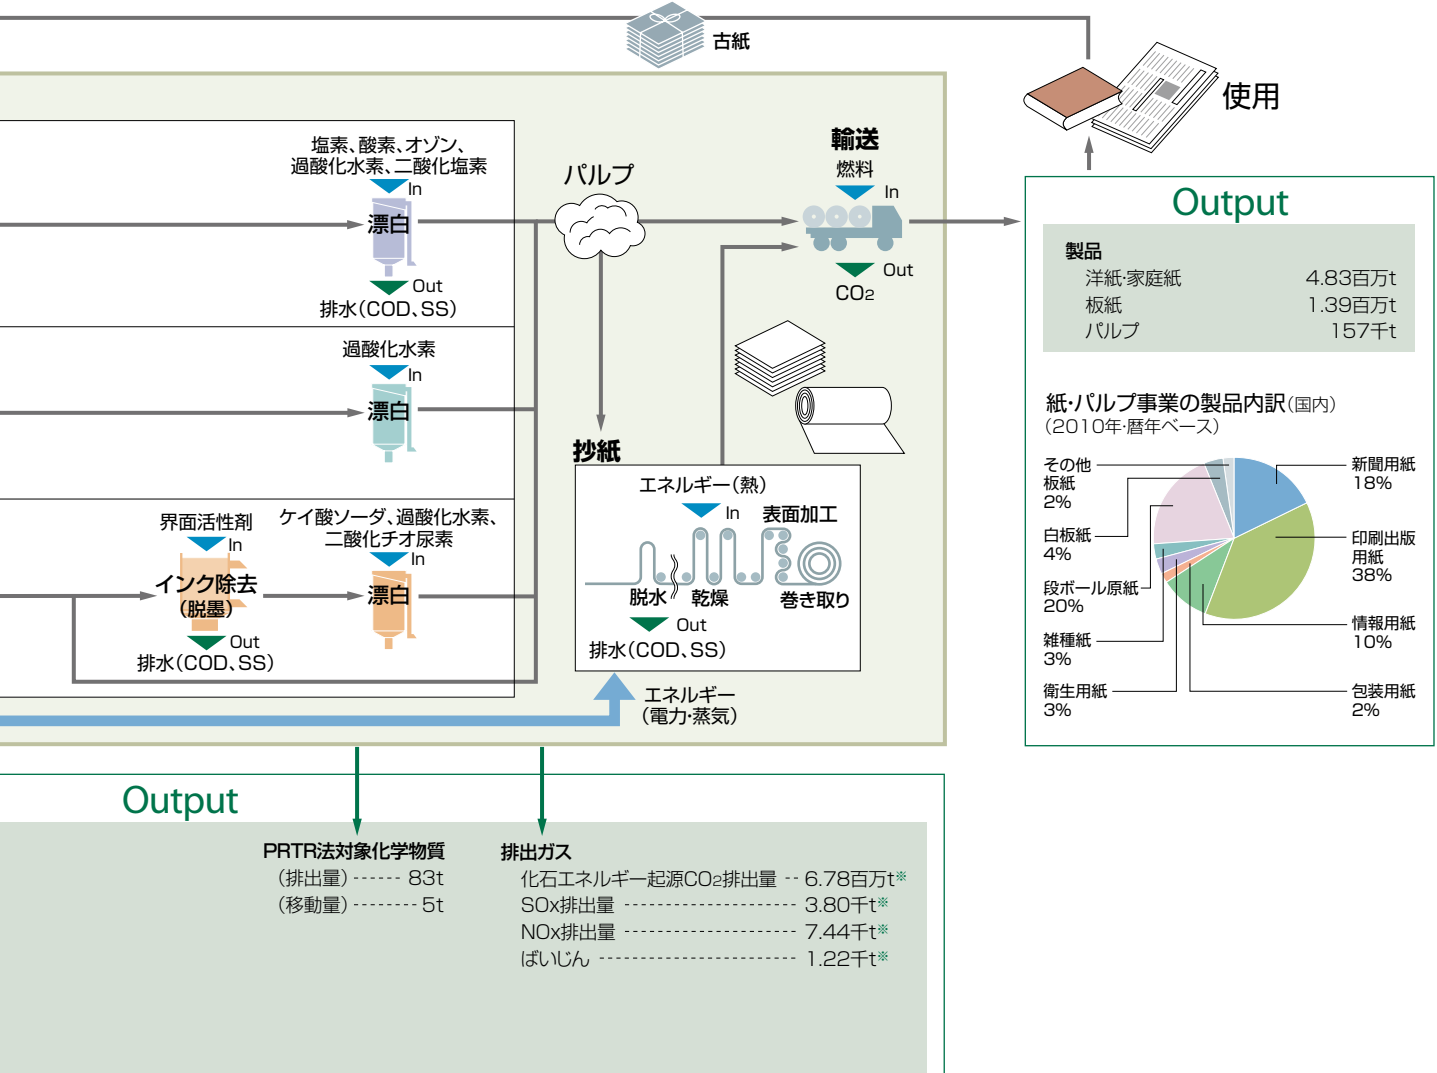 古紙
使用
塩素、酸素、オゾン、
過酸化水素、二酸化塩素
In
漂白
Out
排水(COD、SS)
過酸化水素
In
漂白
界面活性剤
In
インク除去
(脱墨)
Out
排水(COD、SS)
ケイ酸ソーダ、過酸化水素、
二酸化チオ尿素
In
漂白
パルプ
輸送
燃料
In
Out
CO2
抄紙
エネルギー(熱)
In
表面加工
脱水
乾燥
巻き取り
Out
排水(COD、SS)
エネルギー
(電力・蒸気)
Output
製品
洋紙・家庭紙 4.83百万t
板紙 1.39百万t
パルプ 157千t
紙・パルプ事業の製品内訳(国内)
(2010年・暦年ベース)
その他
板紙
2%
白板紙
4%
段ボール原紙
20%
雑種紙
3%
衛生用紙
3%
新聞用紙
18%
印刷出版
用紙
38%
情報用紙
10%
包装用紙
2%
Output
PRTR法対象化学物質
(排出量) ------ 83t
(移動量) -------- 5t
排出ガス
化石エネルギー起源CO2排出量 -- 6.78百万t※
SOx排出量 -------------------- 3.80千t※
NOx排出量 -------------------- 7.44千t※
ばいじん ----------------------- 1.22千t※